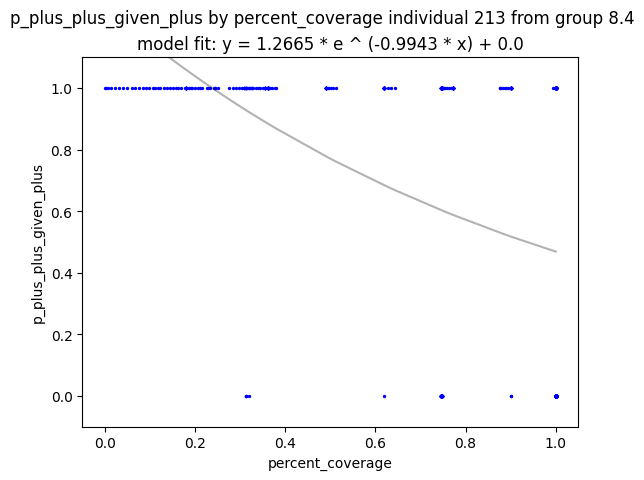 p_plus_plus_given_plus by percent_coverage individual 213 from group 8.4
model fit: y = 1.2665 * e ^ (-0.9943 * x) + 0.0
1.0
0.8
0.6
0.4
0.2
0.0
p_plus_plus_given_plus
0.0 0.2 0.4 0.6 0.8 1.0
percent_coverage